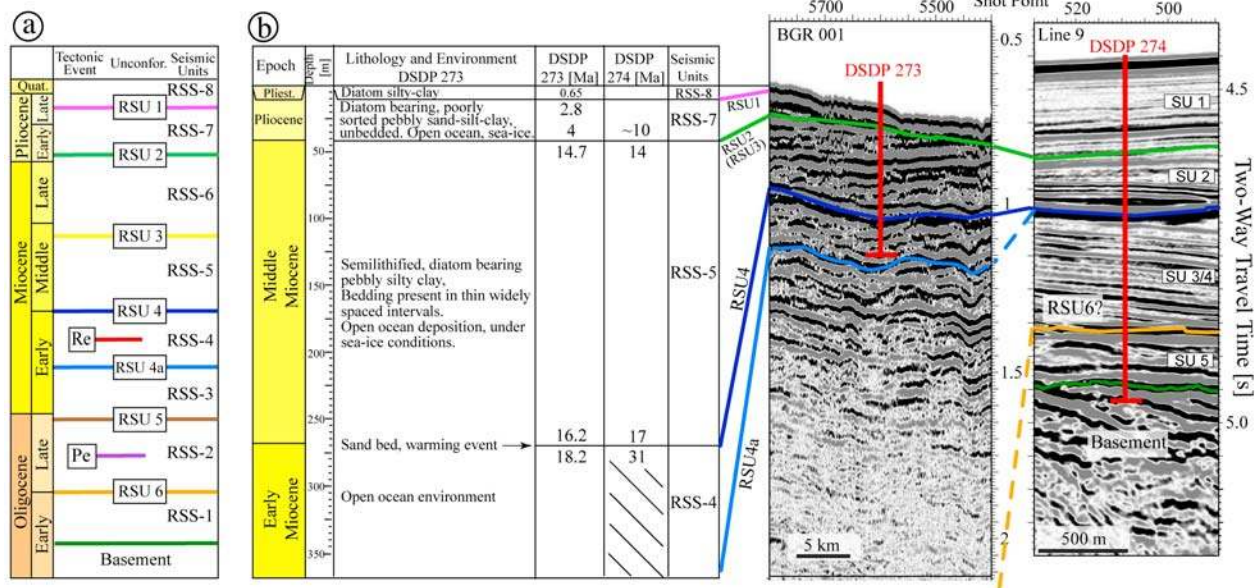 a
Tectonic Event
Unconfor.
Seismic Units
Quat.
RSS-8
Pliocene
Late
RSU 1
Early
RSS-7
RSU 2
Miocene
Late
RSS-6
RSU 3
Middle
RSS-5
RSU 4
Early
Re
RSS-4
RSU 4a
RSS-3
RSU 5
Oligocene
Late
Pe
RSS-2
RSU 6
Early
RSS-1
Basement
b
Epoch
Depth [m]
Lithology and Environment
DSDP 273
DSDP 273 [Ma]
DSDP 274 [Ma]
Seismic Units
Pleist.
Diatom silty-clay
0.65
RSS-8
Pliocene
Diatom bearing, poorly
sorted pebbly sand-silt-clay,
unbedded. Open ocean, sea-ice.
2.8
4
~10
RSS-7
50
14.7
14
Middle Miocene
100
150
200
250
Semilithified, diatom bearing
pebbly silty clay,
Bedding present in thin widely
spaced intervals.
Open ocean deposition, under
sea-ice conditions.
RSS-5
Sand bed, warming event
16.2
17
18.2
31
Early Miocene
300
350
Open ocean environment
RSS-4
RSU1
RSU2
(RSU3)
RSU4
RSU4a
Shot Point
5700
5500
BGR 001
DSDP 273
5 km
0.5
1
1.5
2
520
500
Line 9
DSDP 274
SU 1
SU 2
SU 3/4
RSU6?
SU 5
Basement
500 m
4.5
5.0
Two-Way Travel Time [s]